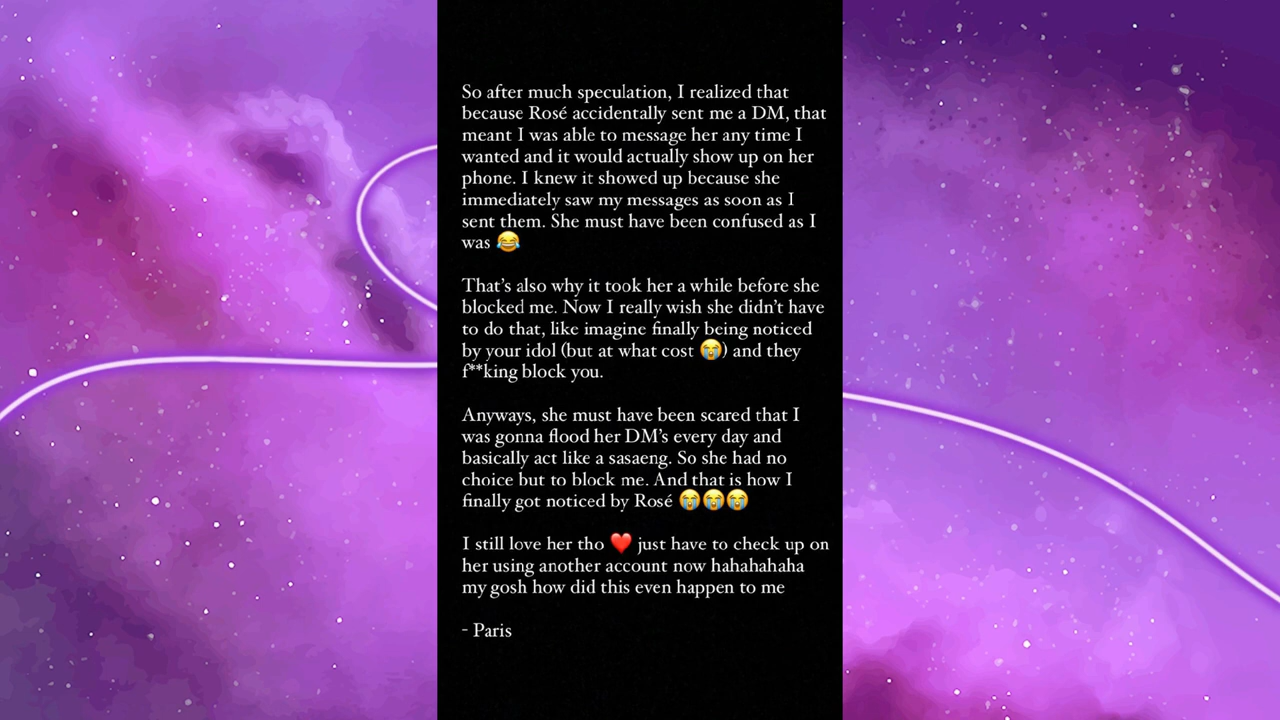 So after much speculation, I realized that
because Rosé accidentally sent me a DM, that
meant I was able to message her any time I
wanted and it would actually show up on her
phone. I knew it showed up because she
immediately saw my messages as soon as I
sent them. She must have been confused as I
was 😂
That's also why it took her a while before she
blocked me. Now I really wish she didn't have
to do that, like imagine finally being noticed
by your idol (but at what cost 😭) and they
f**king block you.
Anyways, she must have been scared that I
was gonna flood her DM's every day and
basically act like a sasaeng. So she had no
choice but to block me. And that is how I
finally got noticed by Rosé 😭😭😭
I still love her tho ❤️ just have to check up on
her using another account now hahahahaha
my gosh how did this even happen to me
- Paris